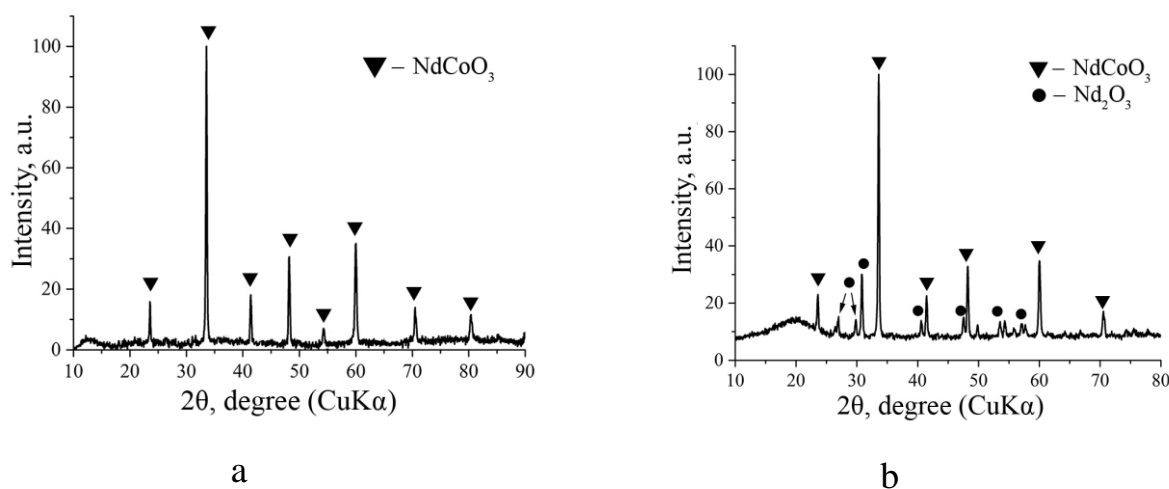 ▼ – NdCoO₃
Intensity, a.u.
100
80
60
40
20
0
10 20 30 40 50 60 70 80 90
2θ, degree (CuKα)
a
▼ – NdCoO₃
● – Nd₂O₃
Intensity, a.u.
100
80
60
40
20
0
10 20 30 40 50 60 70 80
2θ, degree (CuKα)
b